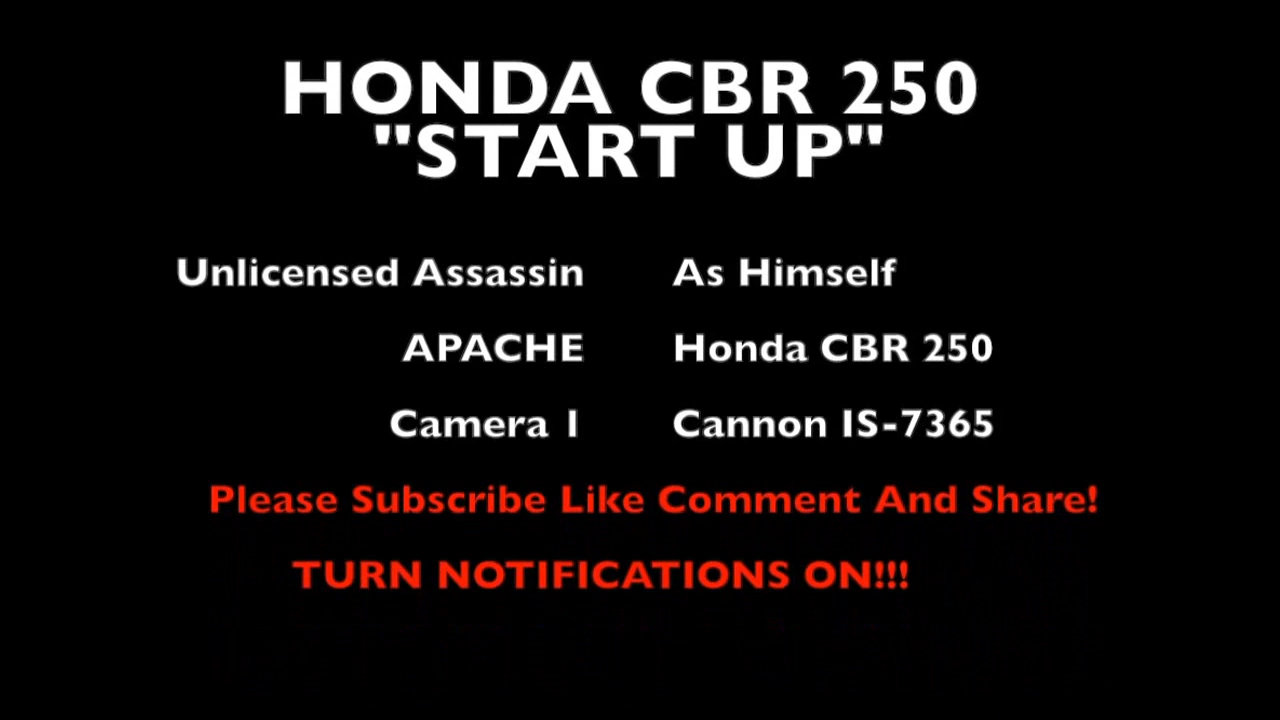 HONDA CBR 250
"START UP"
Unlicensed Assassin As Himself
APACHE Honda CBR 250
Camera 1 Cannon IS-7365
Please Subscribe Like Comment And Share!
TURN NOTIFICATIONS ON!!!